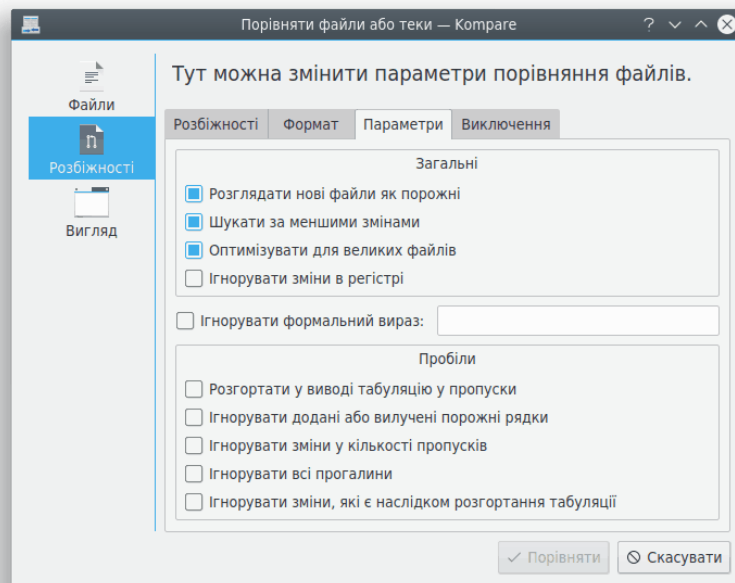 Порівняти файли або теки — Kompare
Тут можна змінити параметри порівняння файлів.
Файли
Розбіжності
Вигляд
Розбіжності Формат Параметри Виключення
Загальні
Розглядати нові файли як порожні
Шукати за меншими змінами
Оптимізувати для великих файлів
Ігнорувати зміни в регістрі
Ігнорувати формальний вираз:
Пробіли
Розгортати у виводі табуляцію у пропуски
Ігнорувати додані або вилучені порожні рядки
Ігнорувати зміни у кількості пропусків
Ігнорувати всі прогалини
Ігнорувати зміни, які є наслідком розгортання табуляції
Порівняти Скасувати